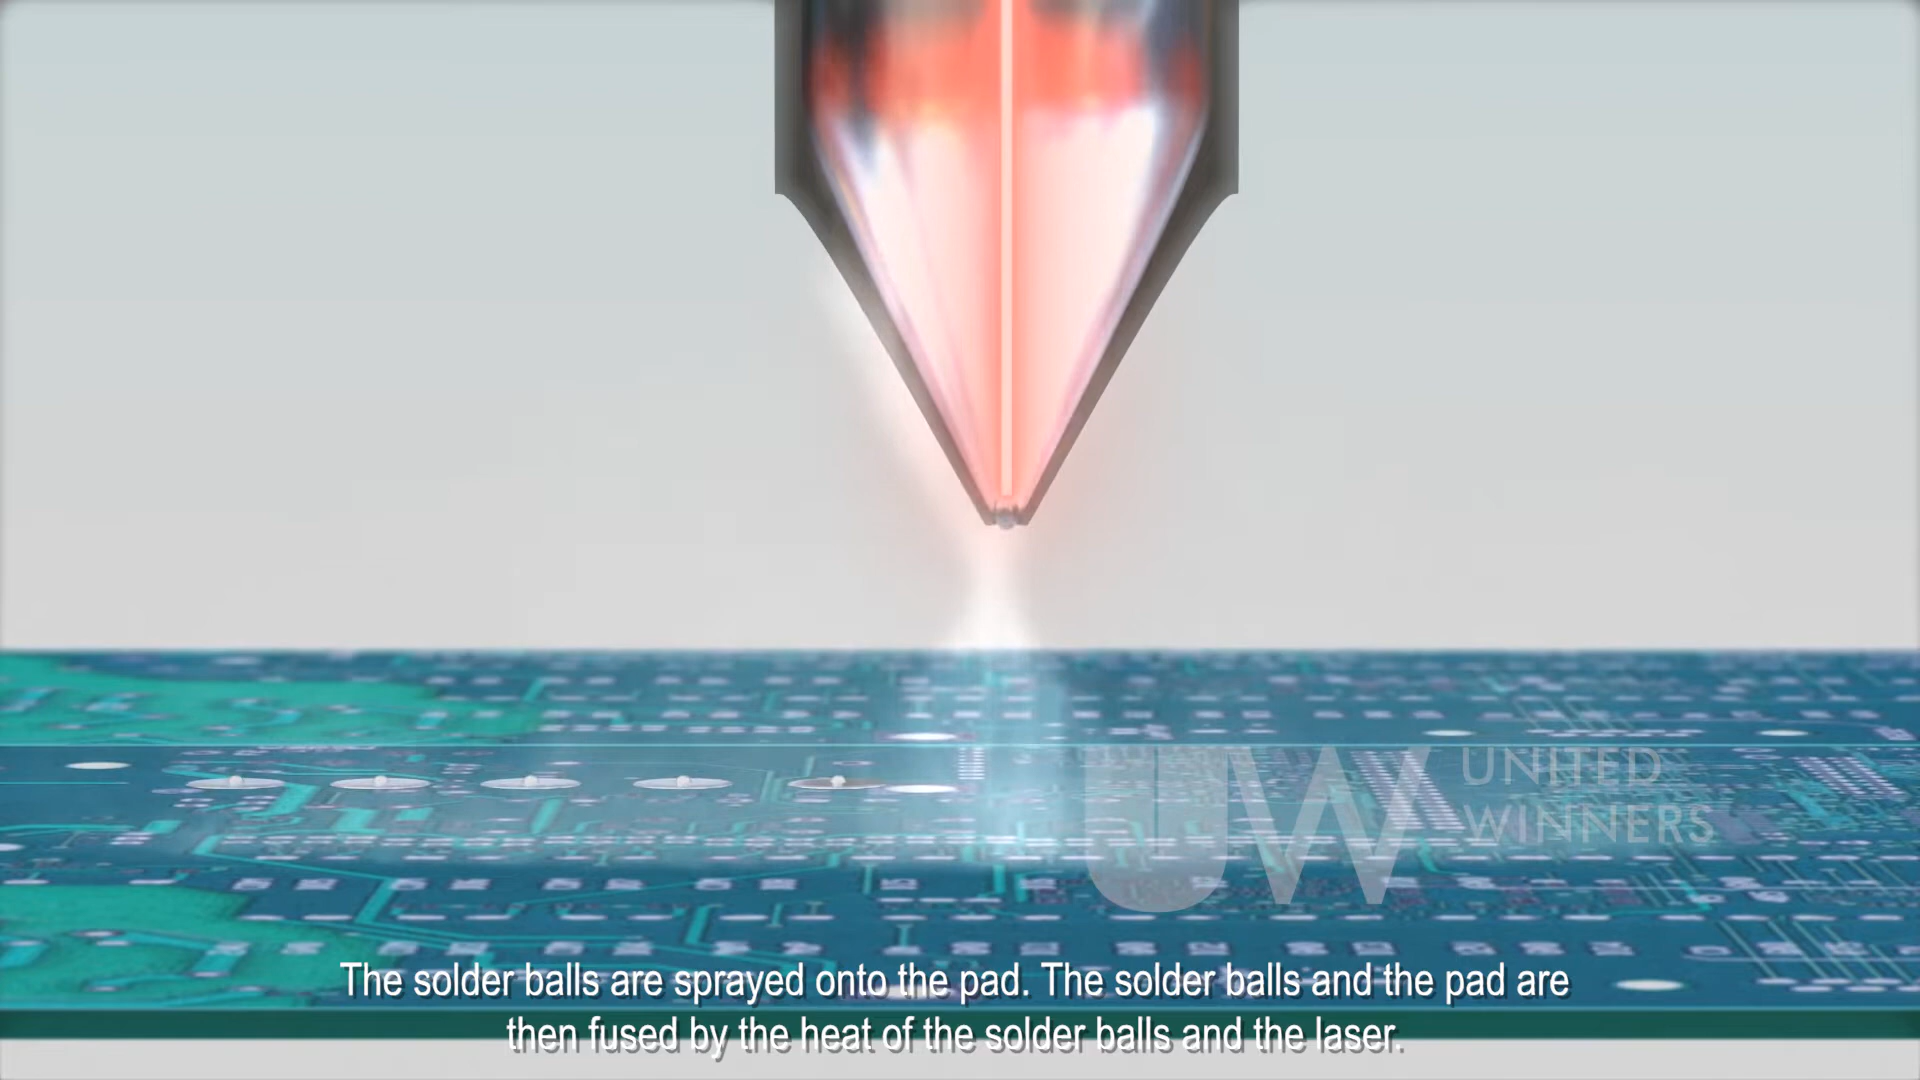 UW
UNITED
WINNERS
The solder balls are sprayed onto the pad. The solder balls and the pad are
then fused by the heat of the solder balls and the laser.